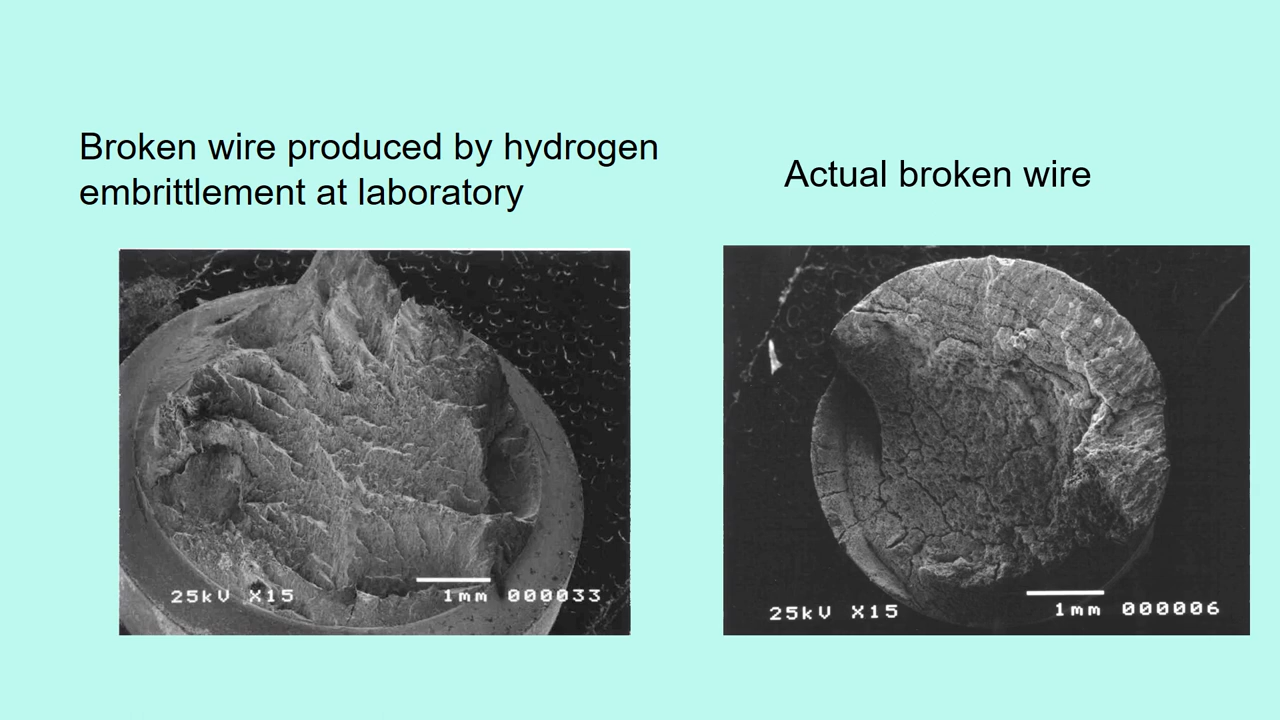 Broken wire produced by hydrogen
embrittlement at laboratory
Actual broken wire
25kV X15 1mm 000033
25kV X15 1mm 000006